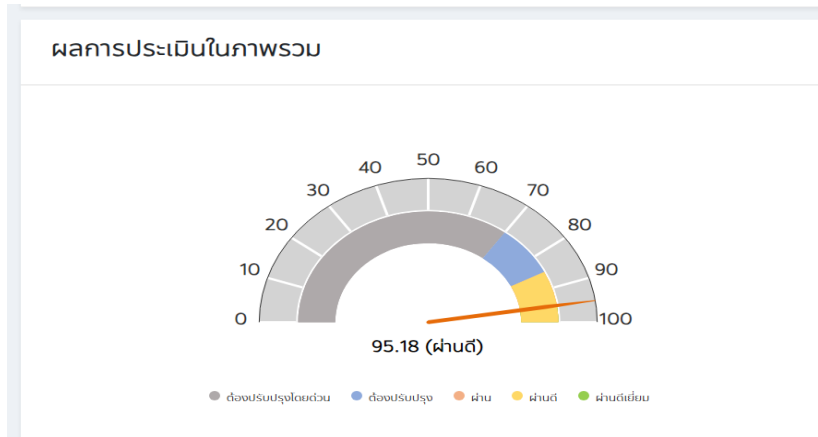 ผลการประเมินในภาพรวม
50
40 60
30 70
20 80
10 90
0 100
95.18 (ผ่านดี)
ต้องปรับปรุงโดยด่วน ต้องปรับปรุง ผ่าน ผ่านดี ผ่านดีเยี่ยม